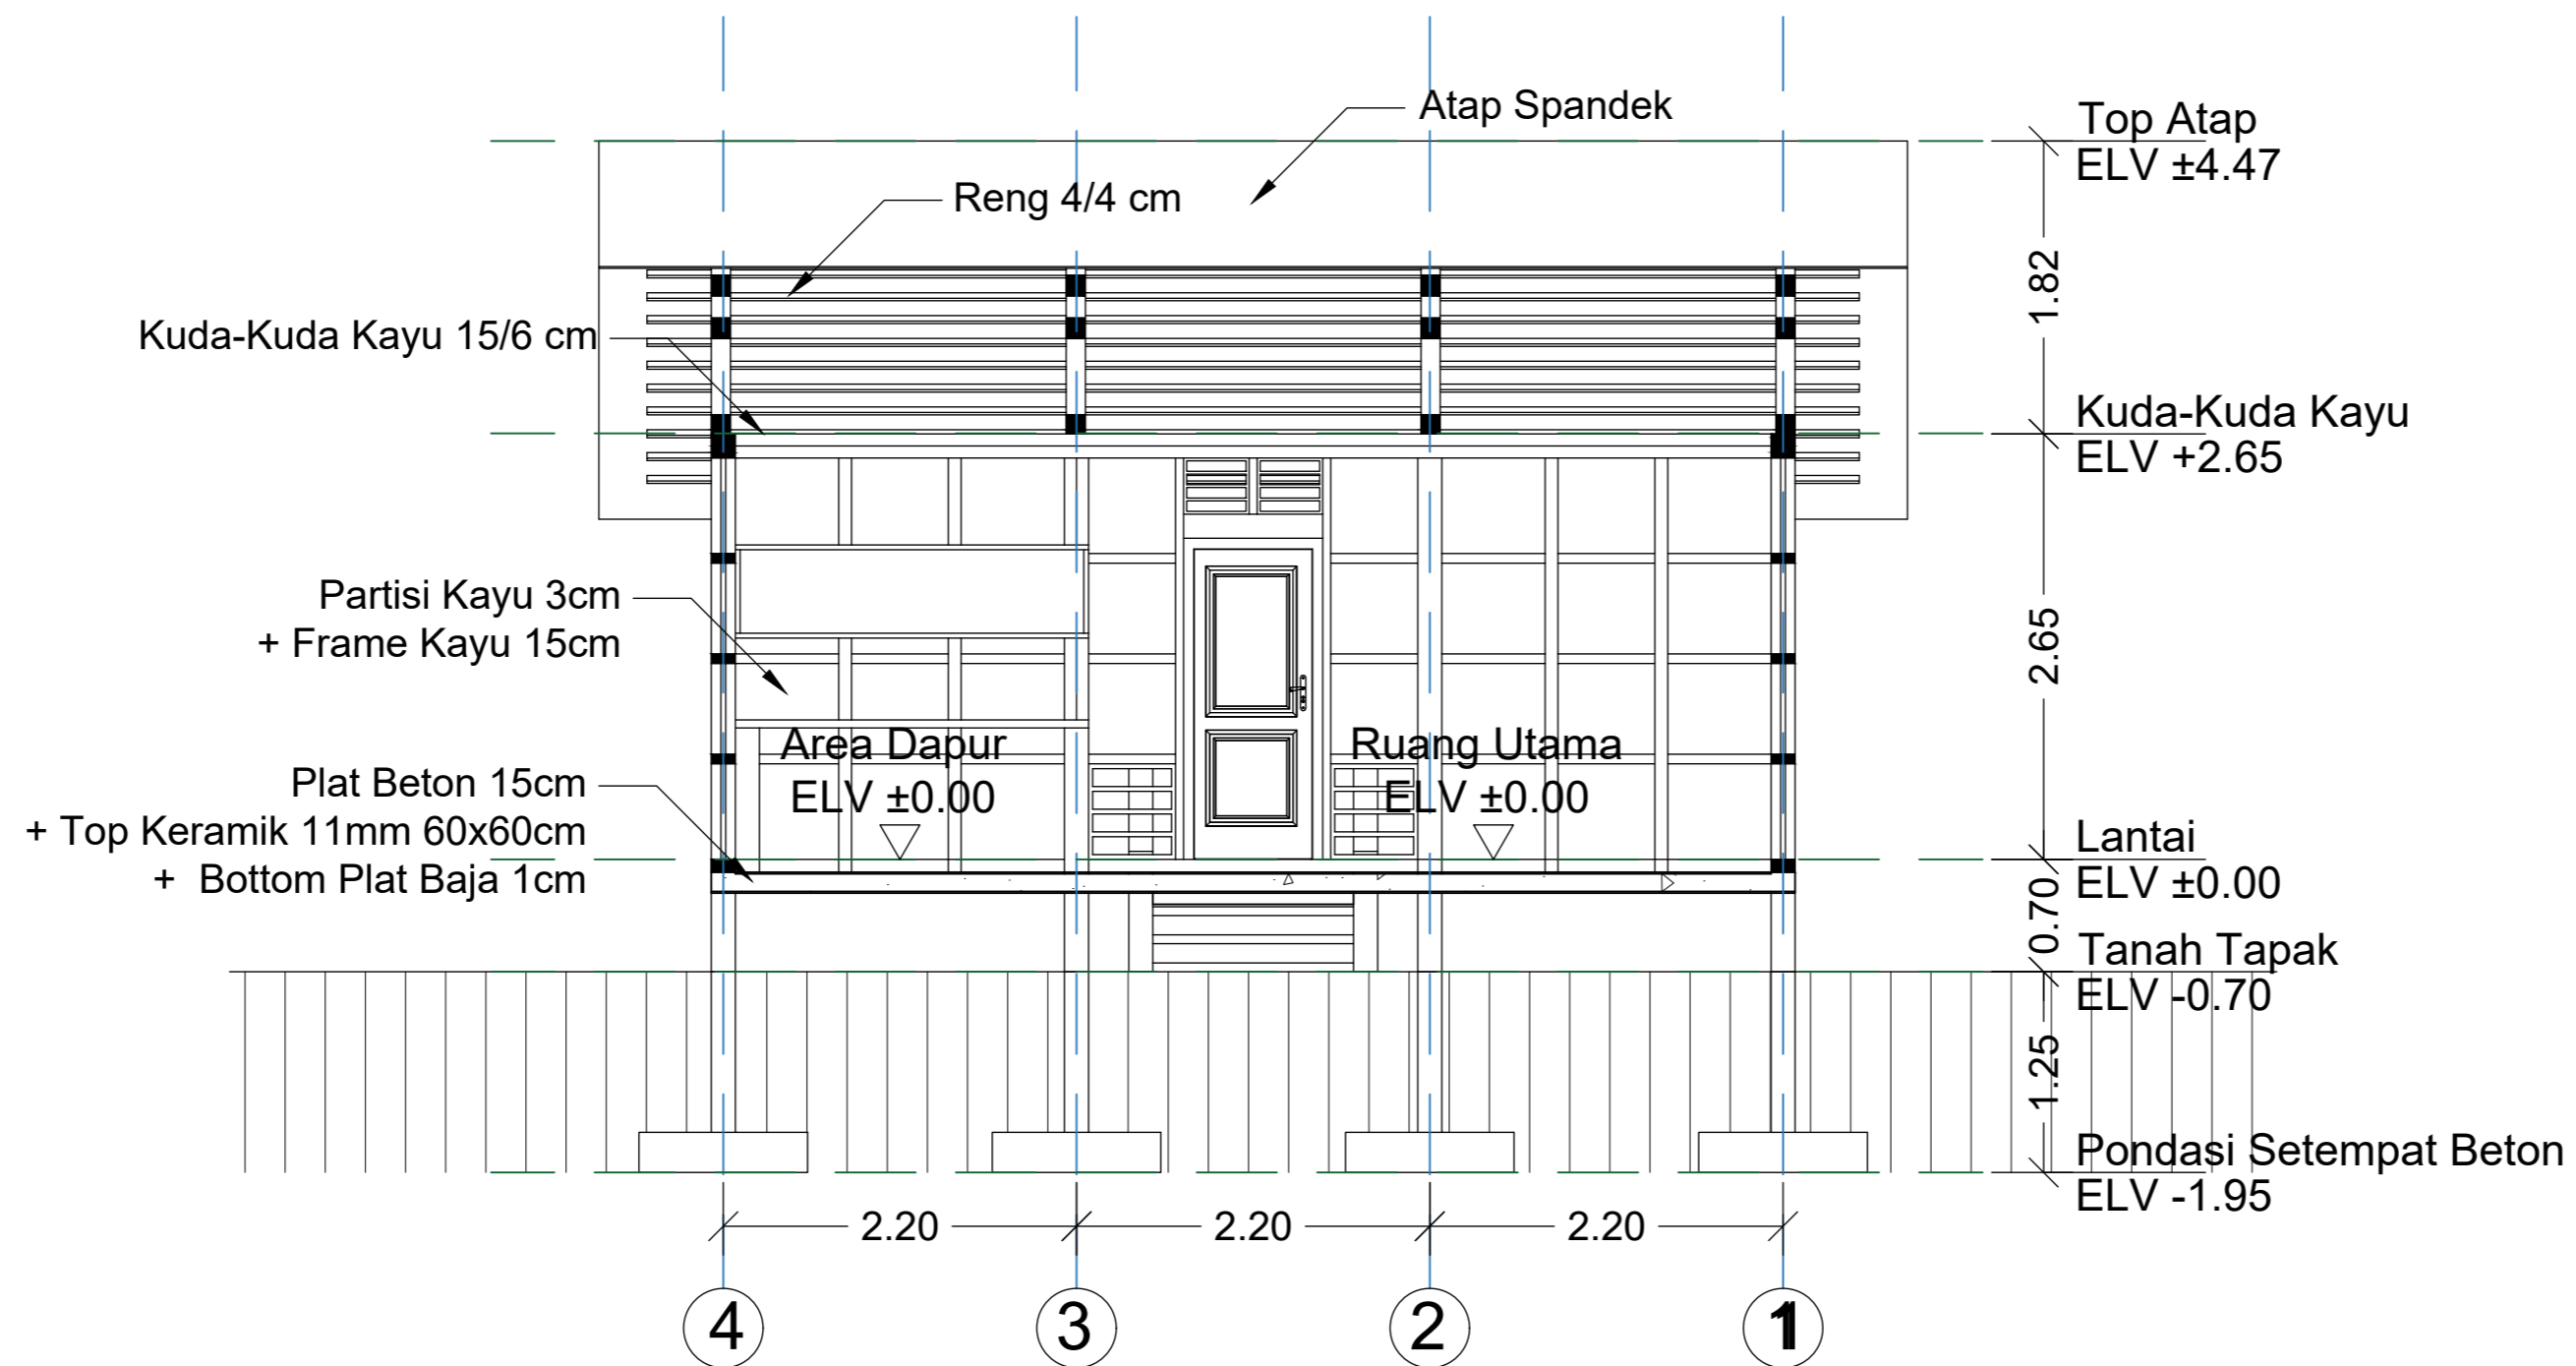 Atap Spandek
Top Atap
ELV ±4.47
Reng 4/4 cm
1.82
Kuda-Kuda Kayu 15/6 cm
Kuda-Kuda Kayu
ELV +2.65
Partisi Kayu 3cm
+ Frame Kayu 15cm
2.65
Area Dapur
ELV ±0.00
Ruang Utama
ELV ±0.00
Plat Beton 15cm
+ Top Keramik 11mm 60x60cm
+ Bottom Plat Baja 1cm
Lantai
ELV ±0.00
0.70
Tanah Tapak
ELV -0.70
1.25
Pondasi Setempat Beton
ELV -1.95
2.20
2.20
2.20
4
3
2
1